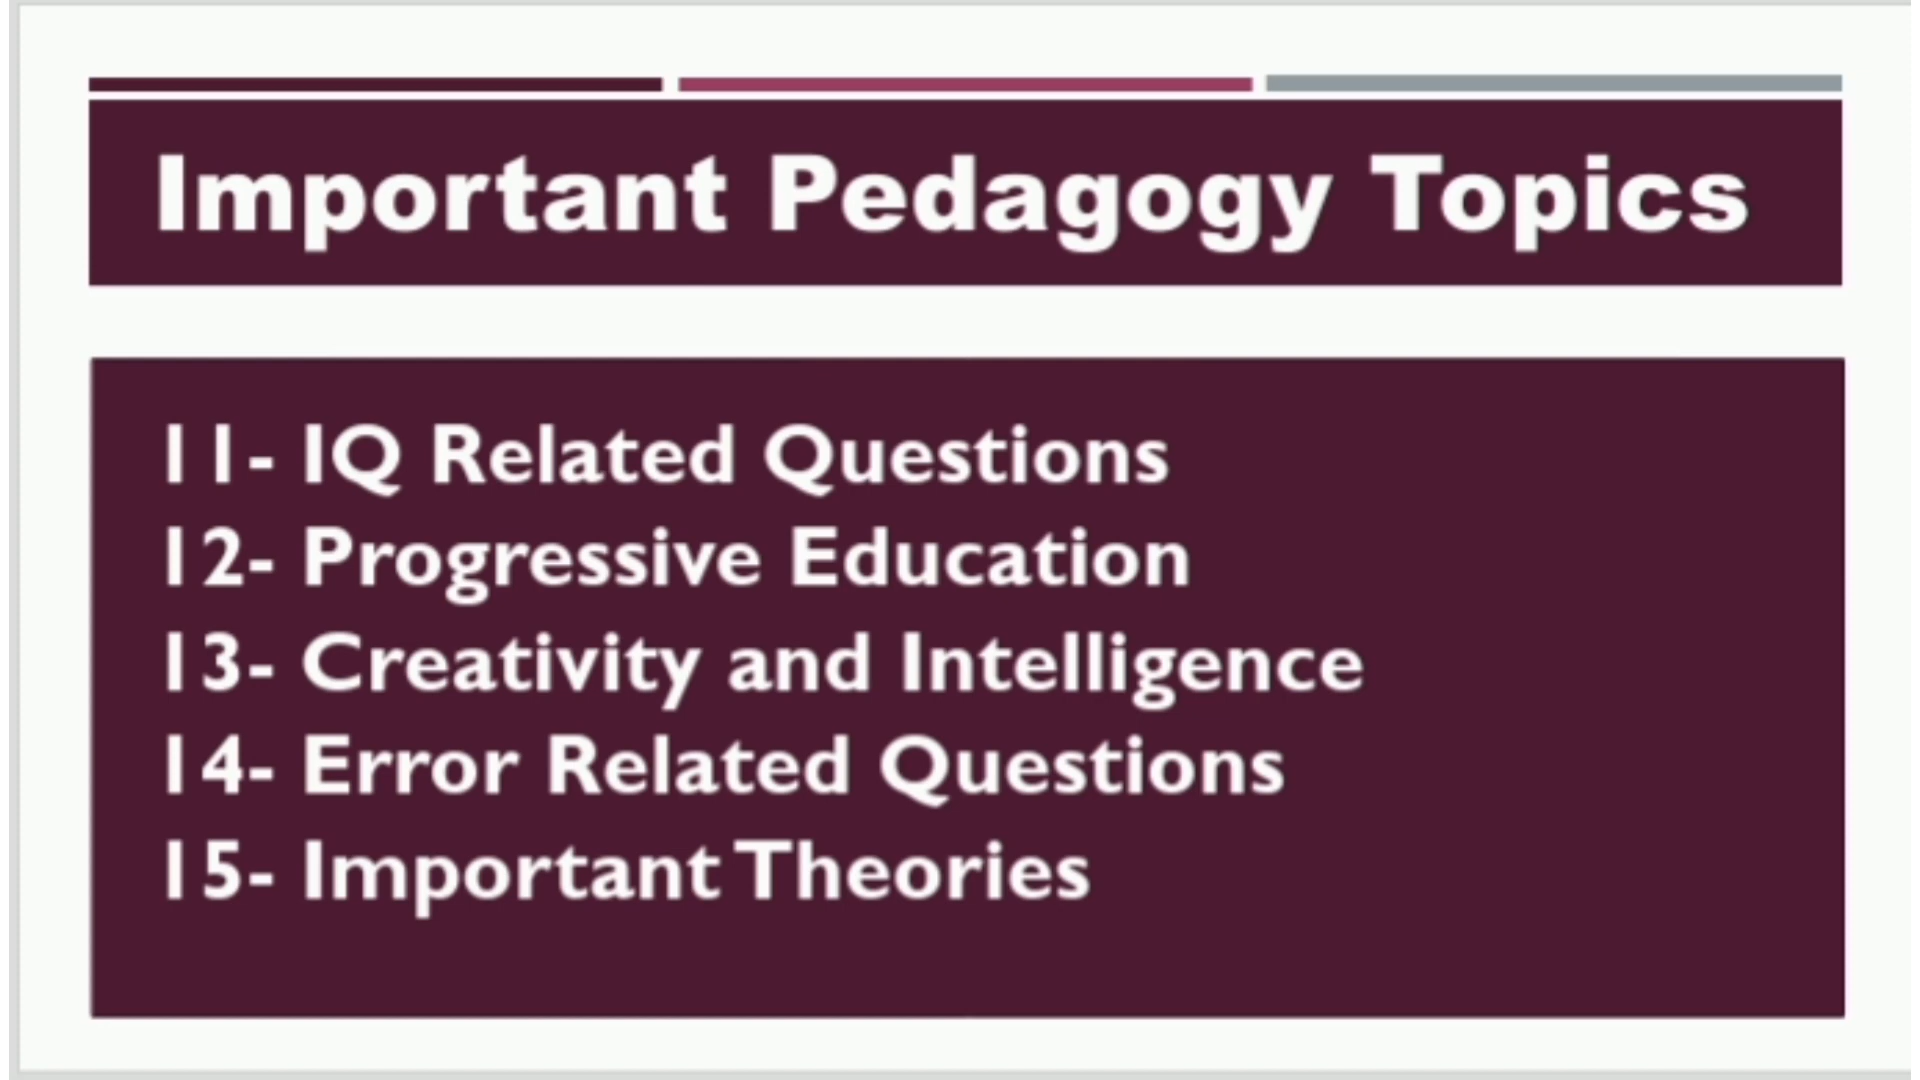 Important Pedagogy Topics
11- IQ Related Questions
12- Progressive Education
13- Creativity and Intelligence
14- Error Related Questions
15- Important Theories